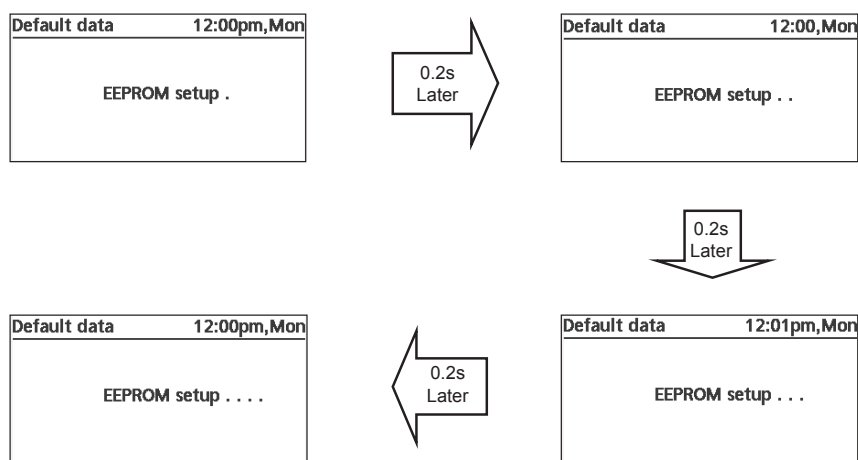 Default data 12:00pm,Mon
EEPROM setup .
0.2s
Later
Default data 12:00,Mon
EEPROM setup . .
0.2s
Later
Default data 12:01pm,Mon
EEPROM setup . . .
0.2s
Later
Default data 12:00pm,Mon
EEPROM setup . . . .